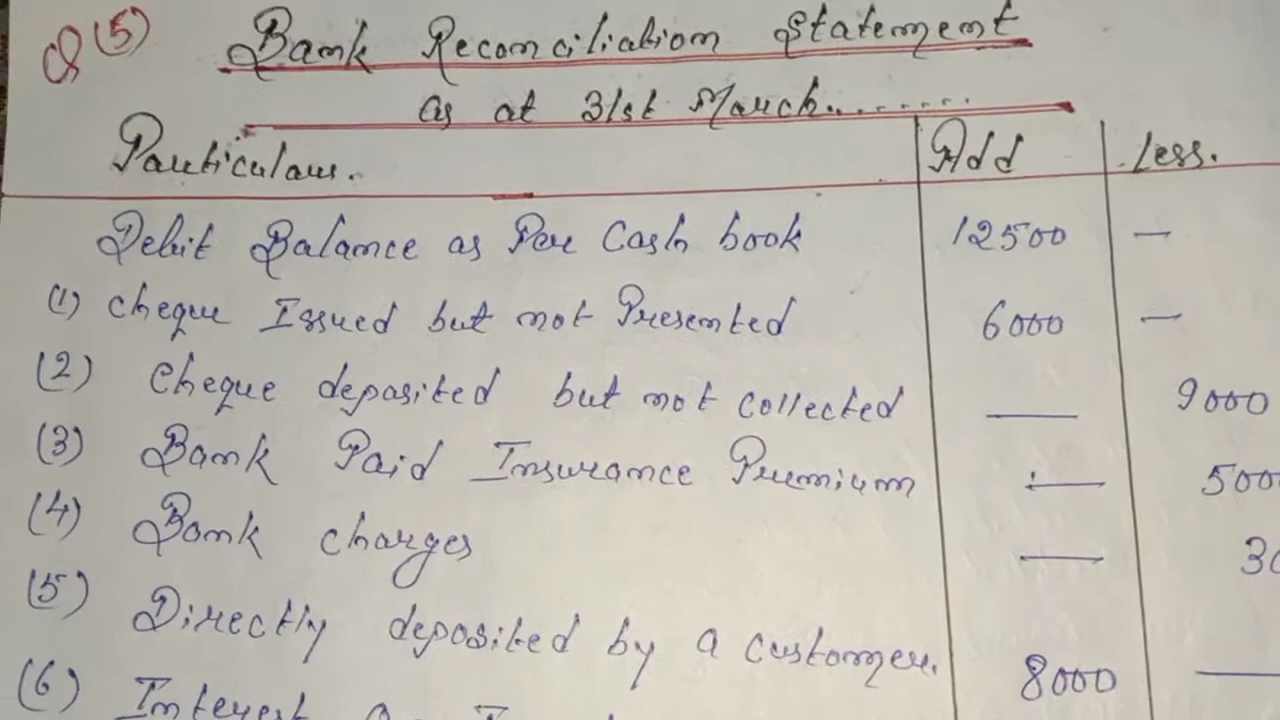 Q (5) Bank Reconciliation Statement
as at 31st March..........
Particulars. Add Less.
Debit Balance as Per Cash book 12500 —
(1) Cheque Issued but not Presented 6000 —
(2) Cheque deposited but not collected — 9000
(3) Bank Paid Insurance Premium — 500
(4) Bank charges — 30
(5) Directly deposited by a customer. 8000 —
(6) Interest